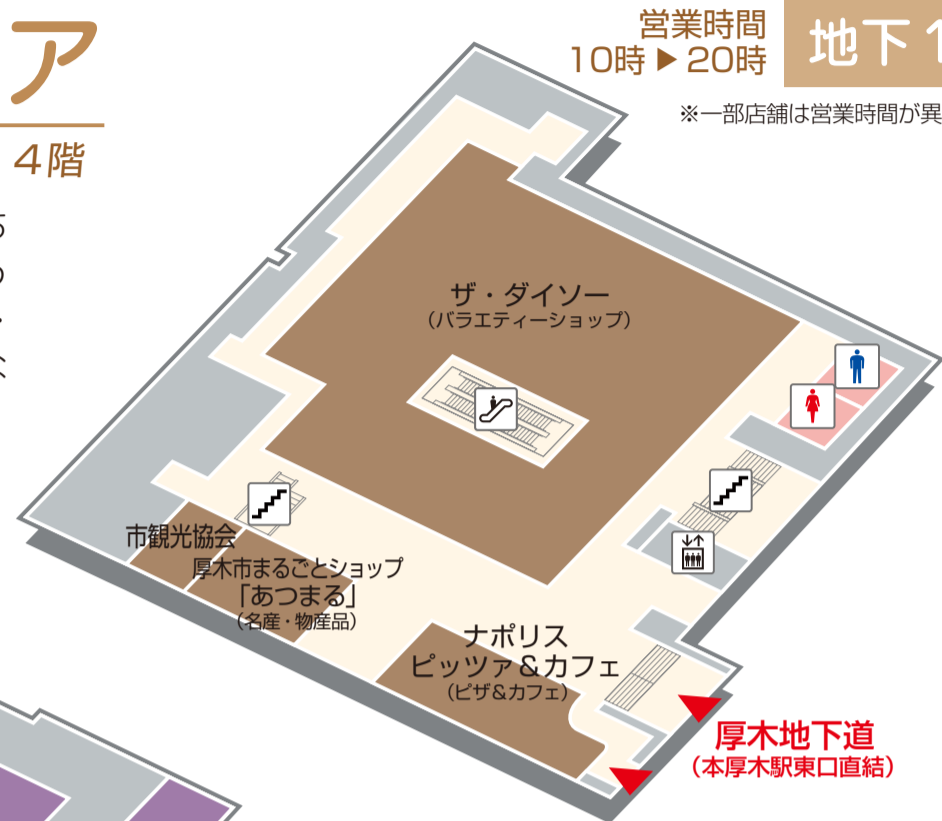 ア
4階
営業時間
10時 ▶ 20時
地下
※一部店舗は営業時間が異
ザ・ダイソー
(バラエティーショップ)
市観光協会
厚木市まるごとショップ
「あつまる」
(名産・物産品)
ナポリス
ピッツァ&カフェ
(ピザ&カフェ)
厚木地下道
(本厚木駅東口直結)